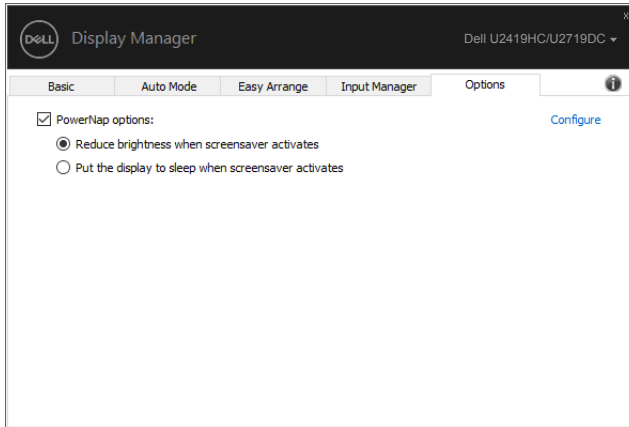 x
DELL Display Manager Dell U2419HC/U2719DC
Basic Auto Mode Easy Arrange Input Manager Options i
PowerNap options: Configure
Reduce brightness when screensaver activates
Put the display to sleep when screensaver activates